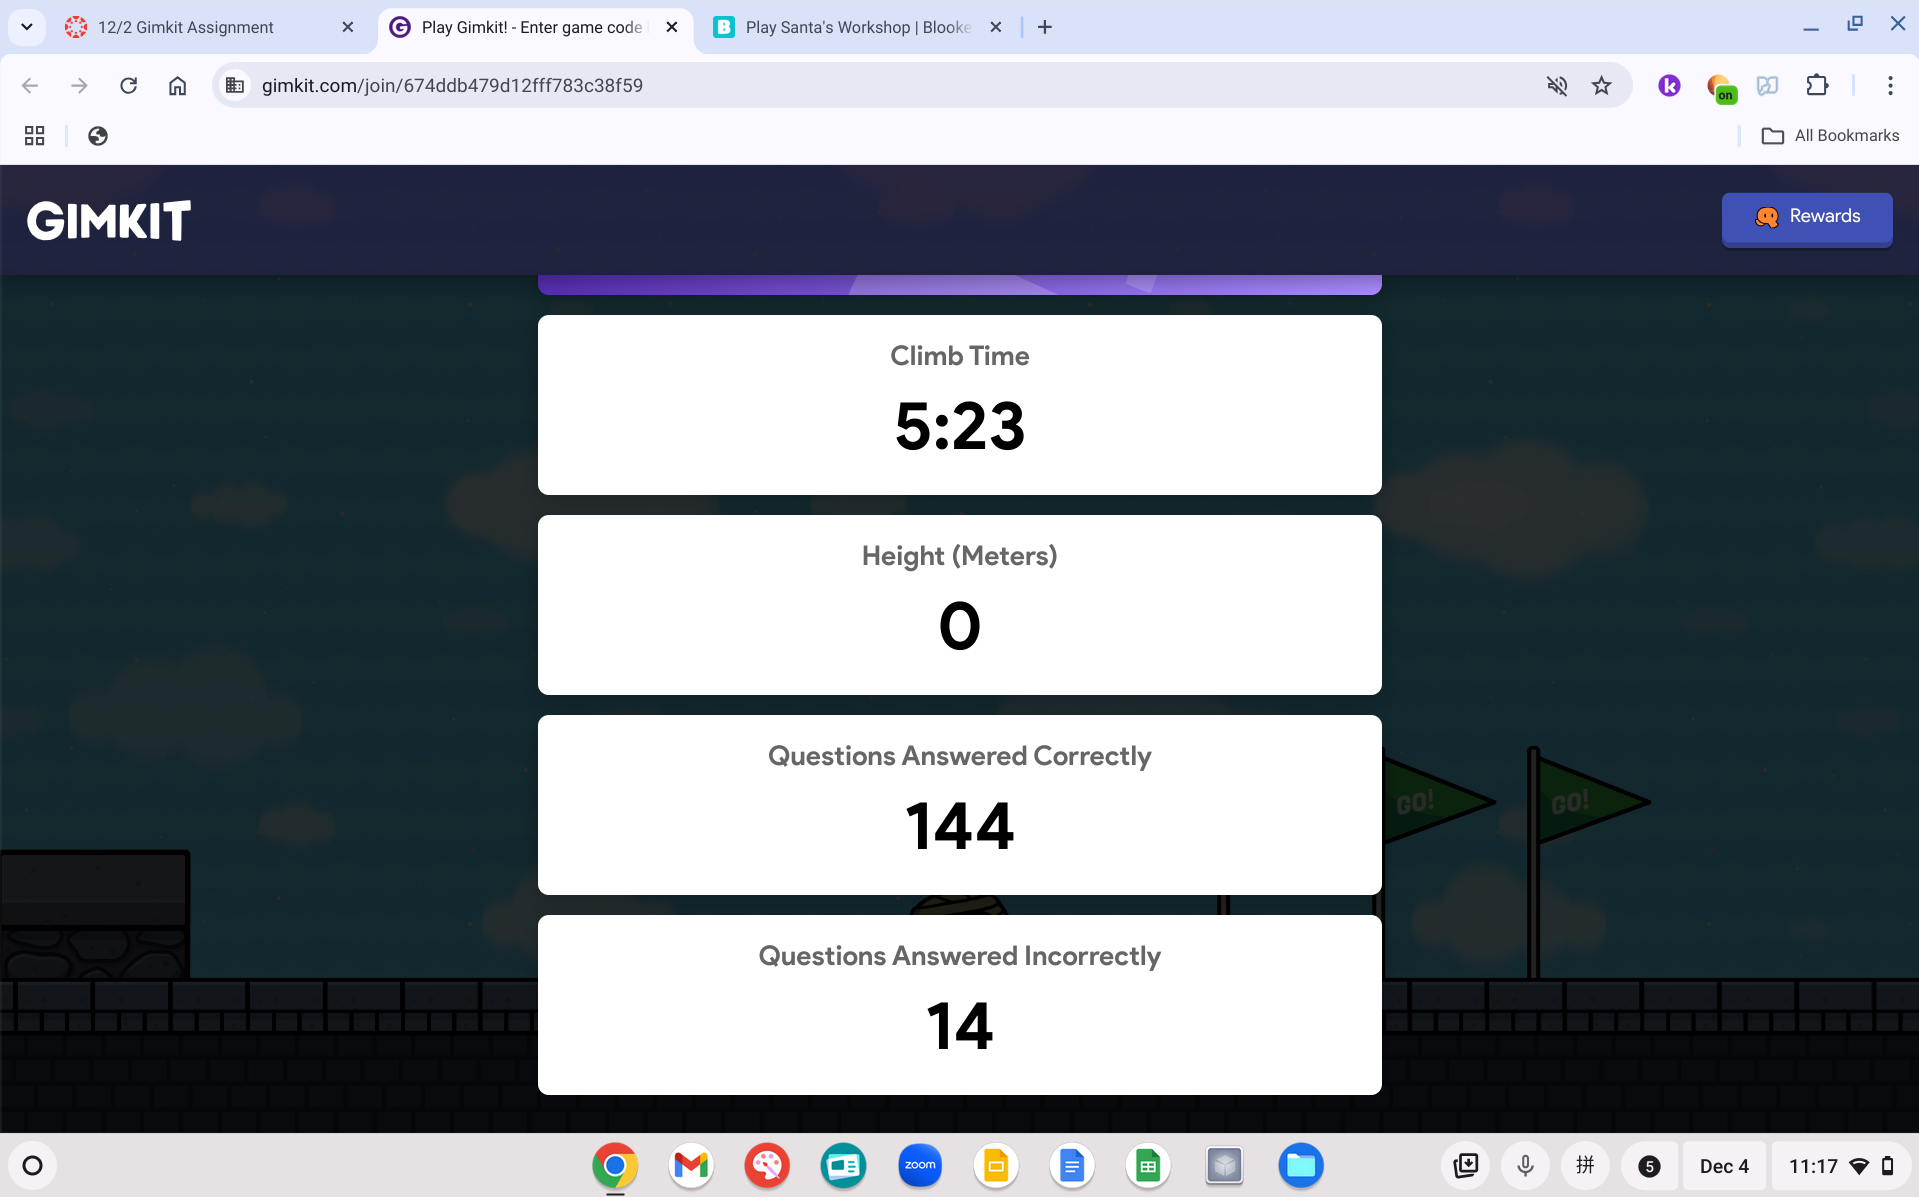 12/2 Gimkit Assignment
Play Gimkit! - Enter game code
Play Santa's Workshop | Blooke
gimkit.com/join/674ddb479d12fff783c38f59
on
All Bookmarks
GIMKIT
Rewards
Climb Time
5:23
Height (Meters)
0
Questions Answered Correctly
144
GO!
GO!
Questions Answered Incorrectly
14
zoom
拼
5
Dec 4
11:17